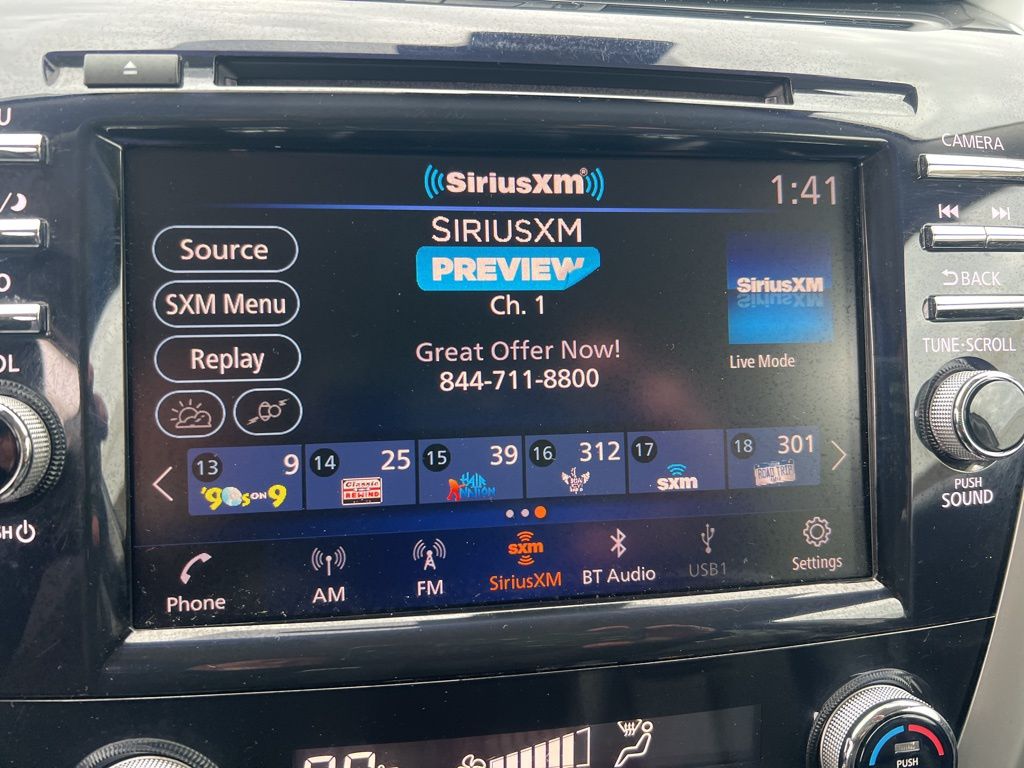 SiriusXM®
1:41
CAMERA
SIRIUSXM
PREVIEW
Source
Ch. 1
SiriusXM
BACK
SXM Menu
TUNE·SCROLL
Replay
Great Offer Now!
Live Mode
844-711-8800
13 9 14 25 15 39 16 312 17 18 301
'90s ON 9 Classic REWIND HAIR NATION sxm ROAD TRIP
PUSH
SOUND
sxm
Phone AM FM SiriusXM BT Audio USB1 Settings
PUSH